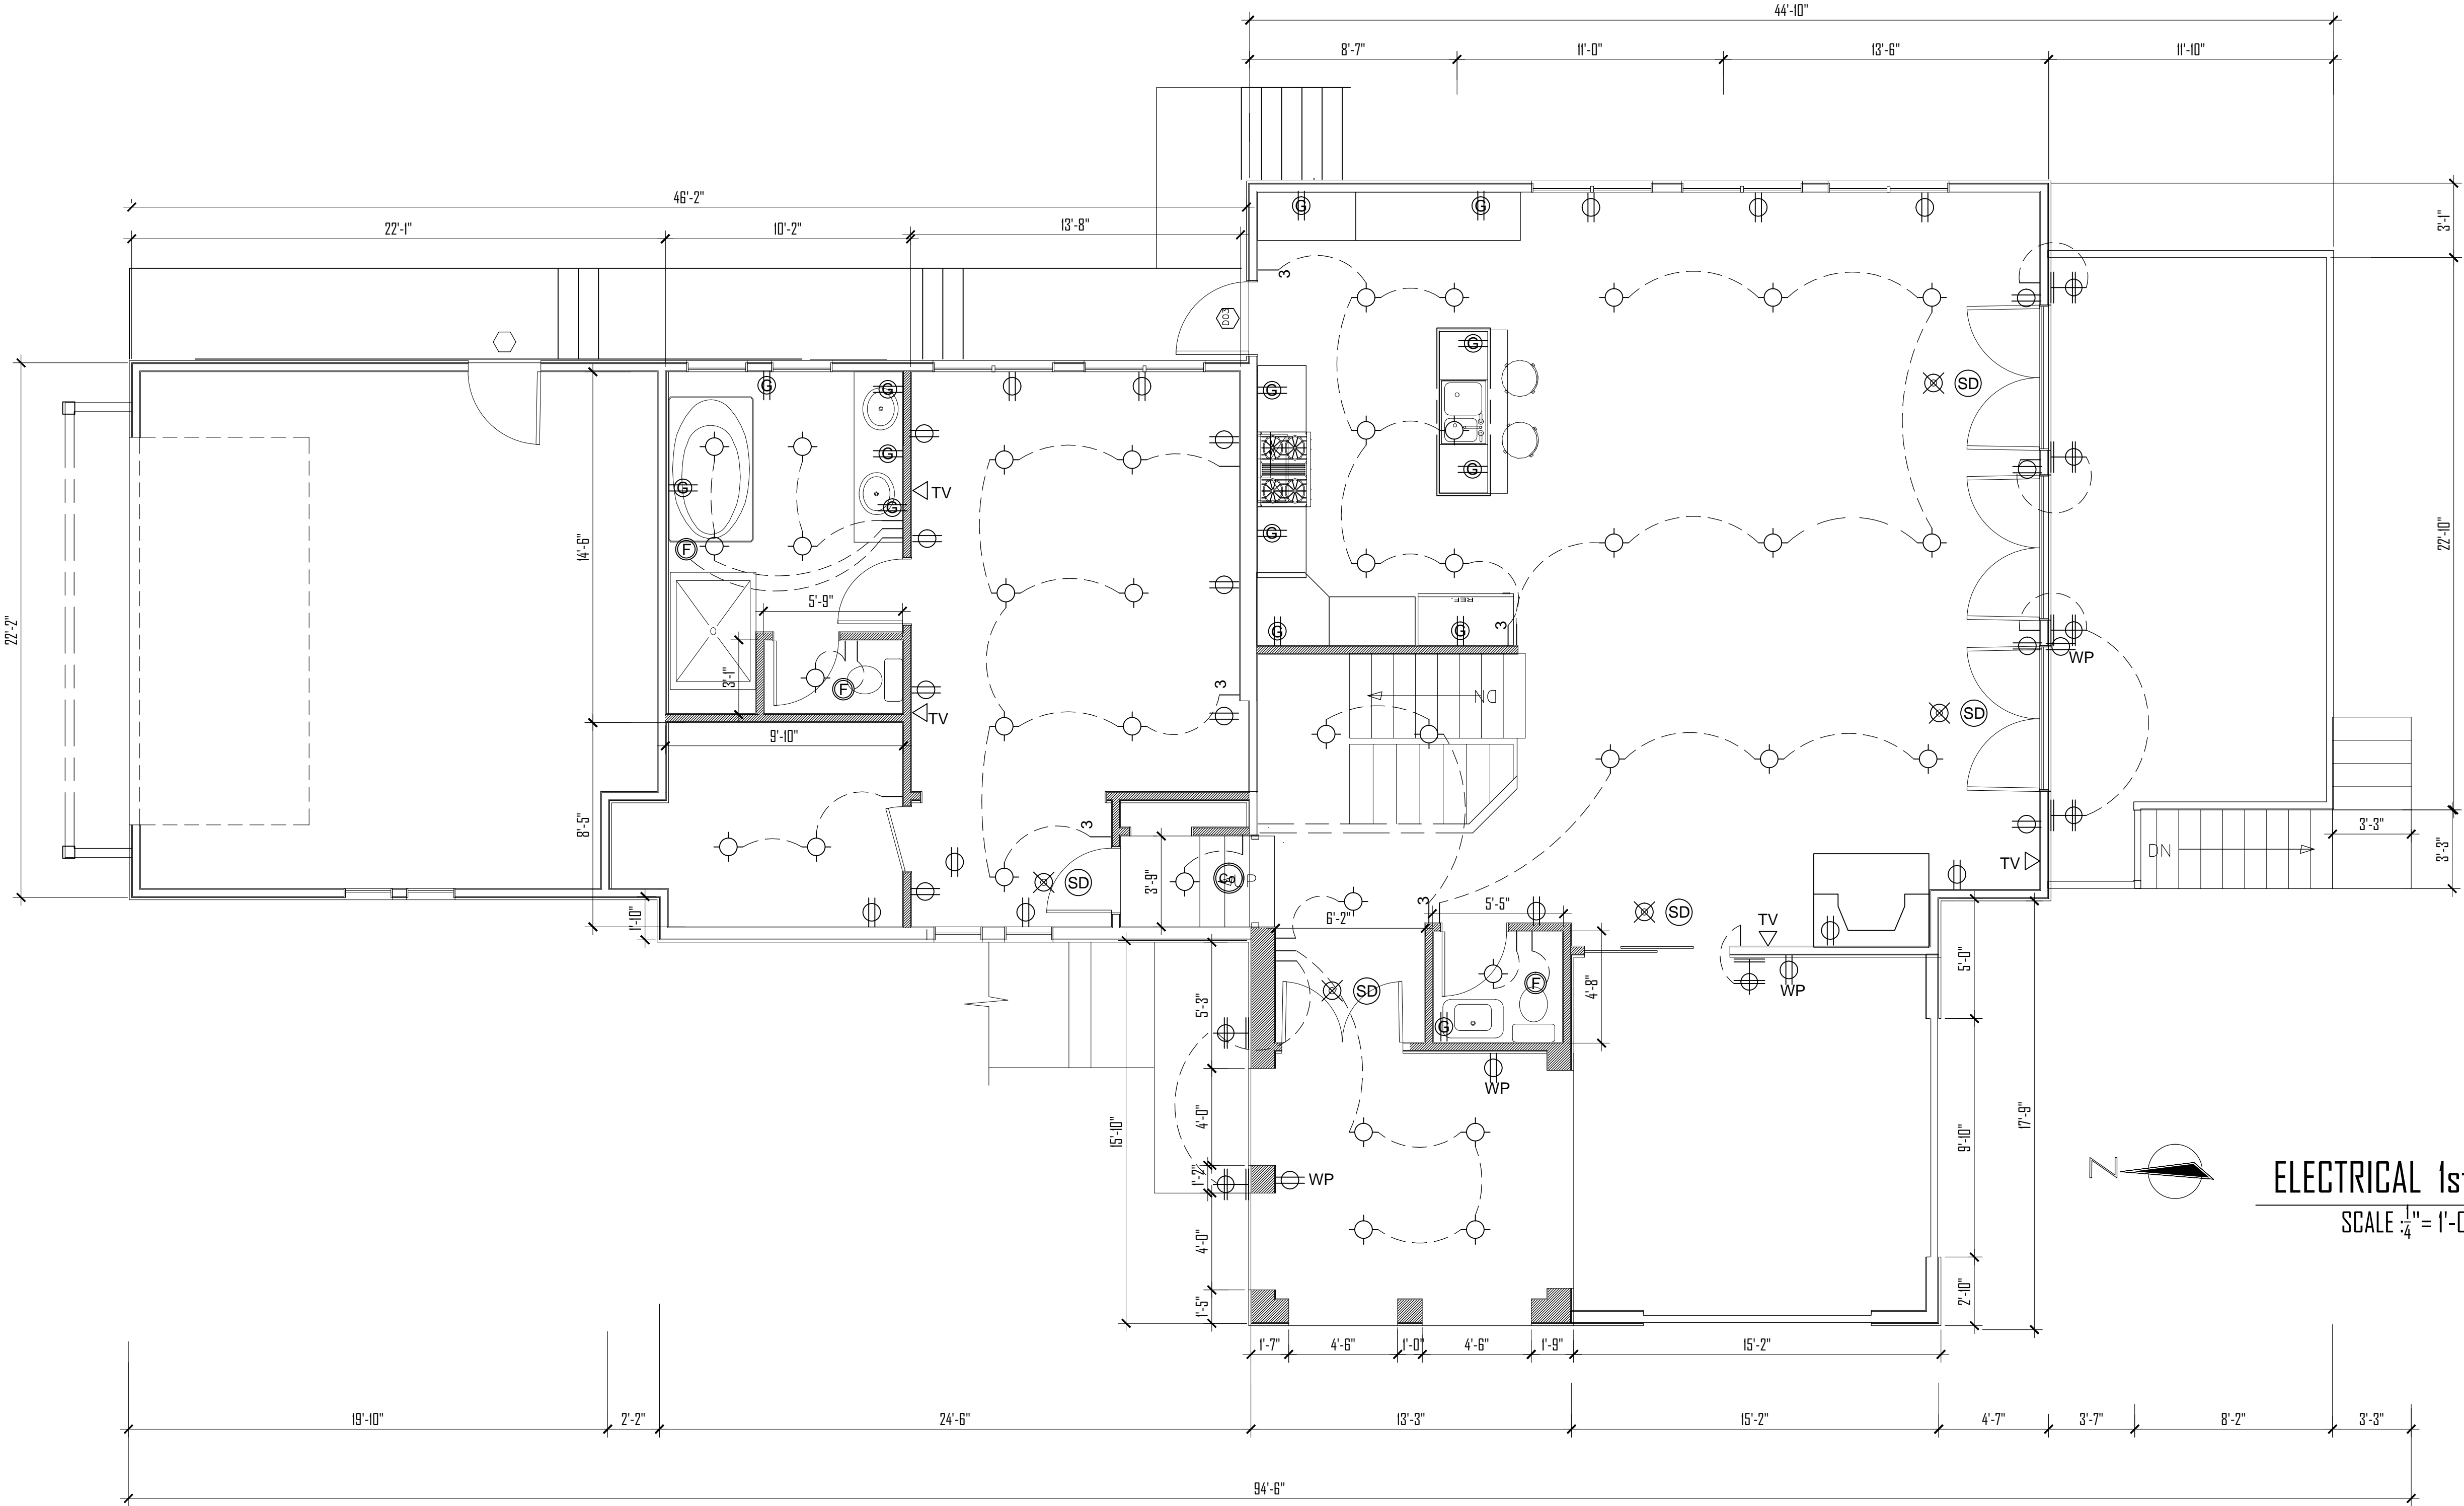 44'-10"
8'-7" 11'-0" 13'-6" 11'-10"
46'-2"
22'-1" 10'-2" 13'-8"
3'-1"
G G
3
D03
G
G G
SD
G
G
TV
G
G
G
22'-10"
14'-6"
G
F
5'-9"
REF.
22'-2"
G G 3
WP
3'-1"
F
3
DN
TV
SD
9'-10"
8'-5"
3
3'-3"
DN
3'-3"
TV
SD
3'-9"
Co
1'-10"
3
5'-5"
6'-2"
SD
TV
5'-0"
5'-3"
SD
F
4'-8"
WP
G
WP
4'-0"
15'-10"
9'-10"
17'-9"
1'-2"
WP
N
ELECTRICAL 1s
SCALE :1/4"= 1'-0
4'-0"
2'-10"
1'-5"
1'-7" 4'-6" 1'-0" 4'-6" 1'-9" 15'-2"
19'-10" 2'-2" 24'-6" 13'-3" 15'-2" 4'-7" 3'-7" 8'-2" 3'-3"
94'-6"